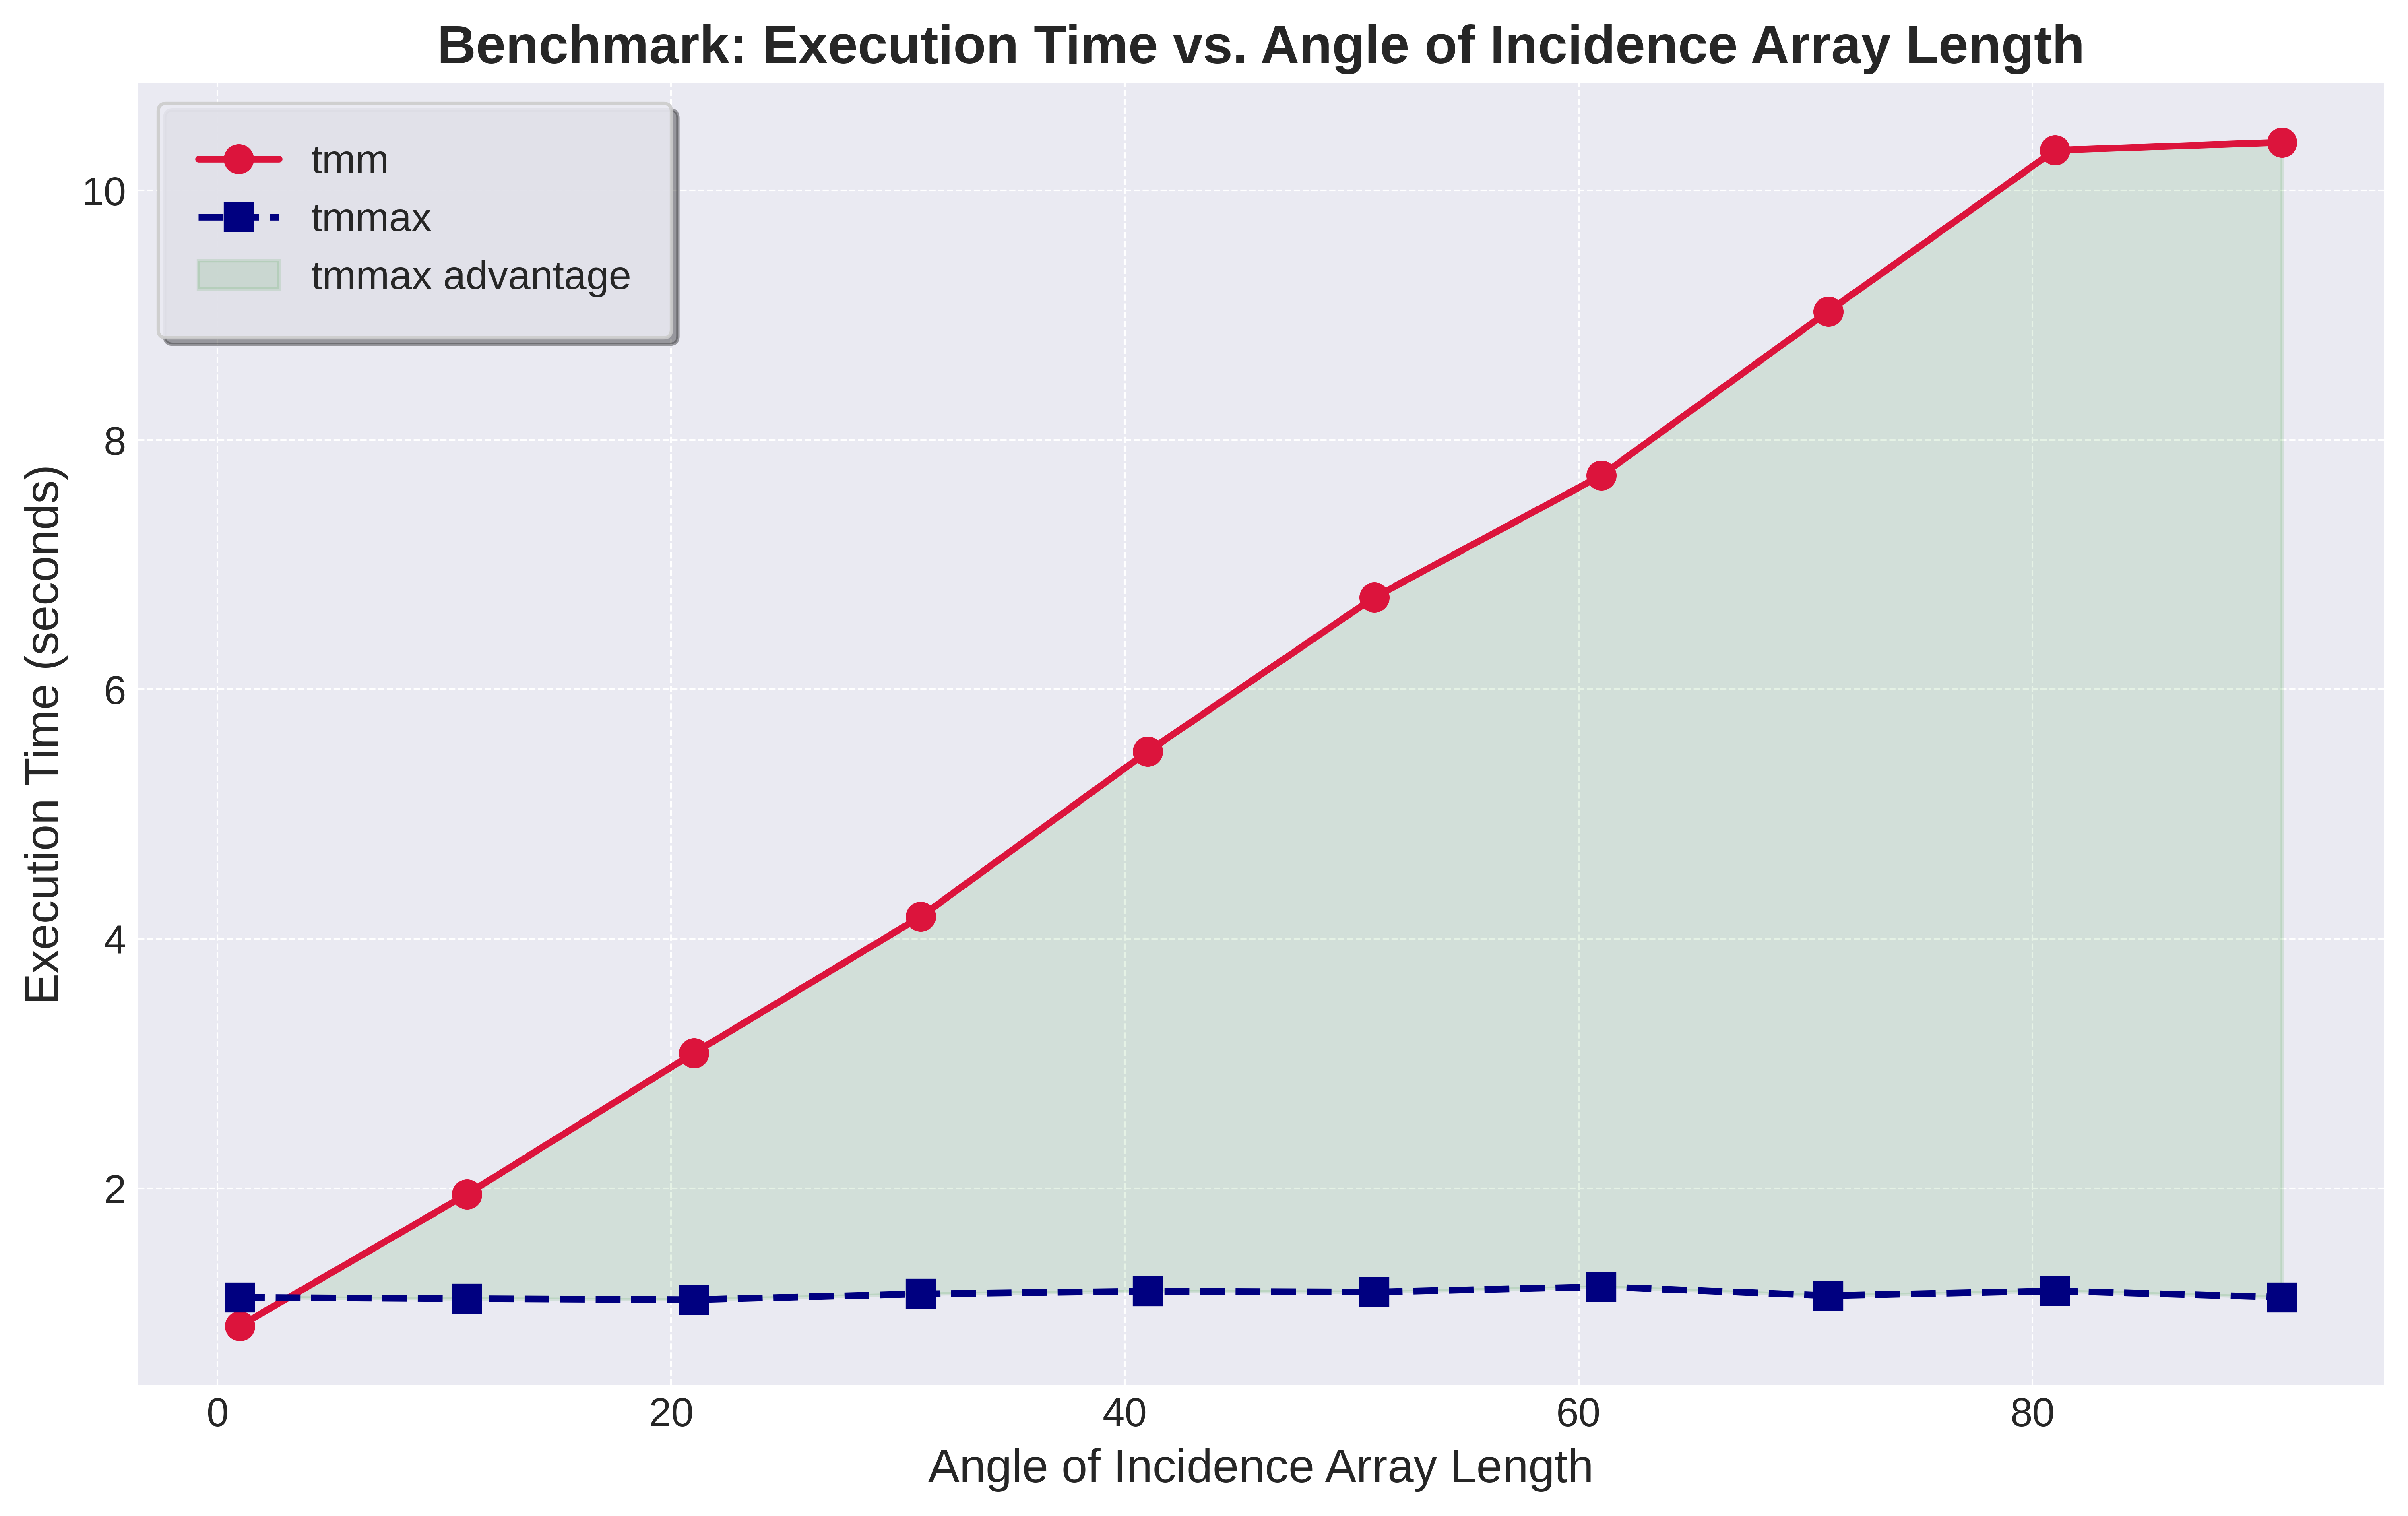 Benchmark: Execution Time vs. Angle of Incidence Array Length
tmm
tmmax
tmmax advantage
Execution Time (seconds)
10
8
6
4
2
0 20 40 60 80
Angle of Incidence Array Length